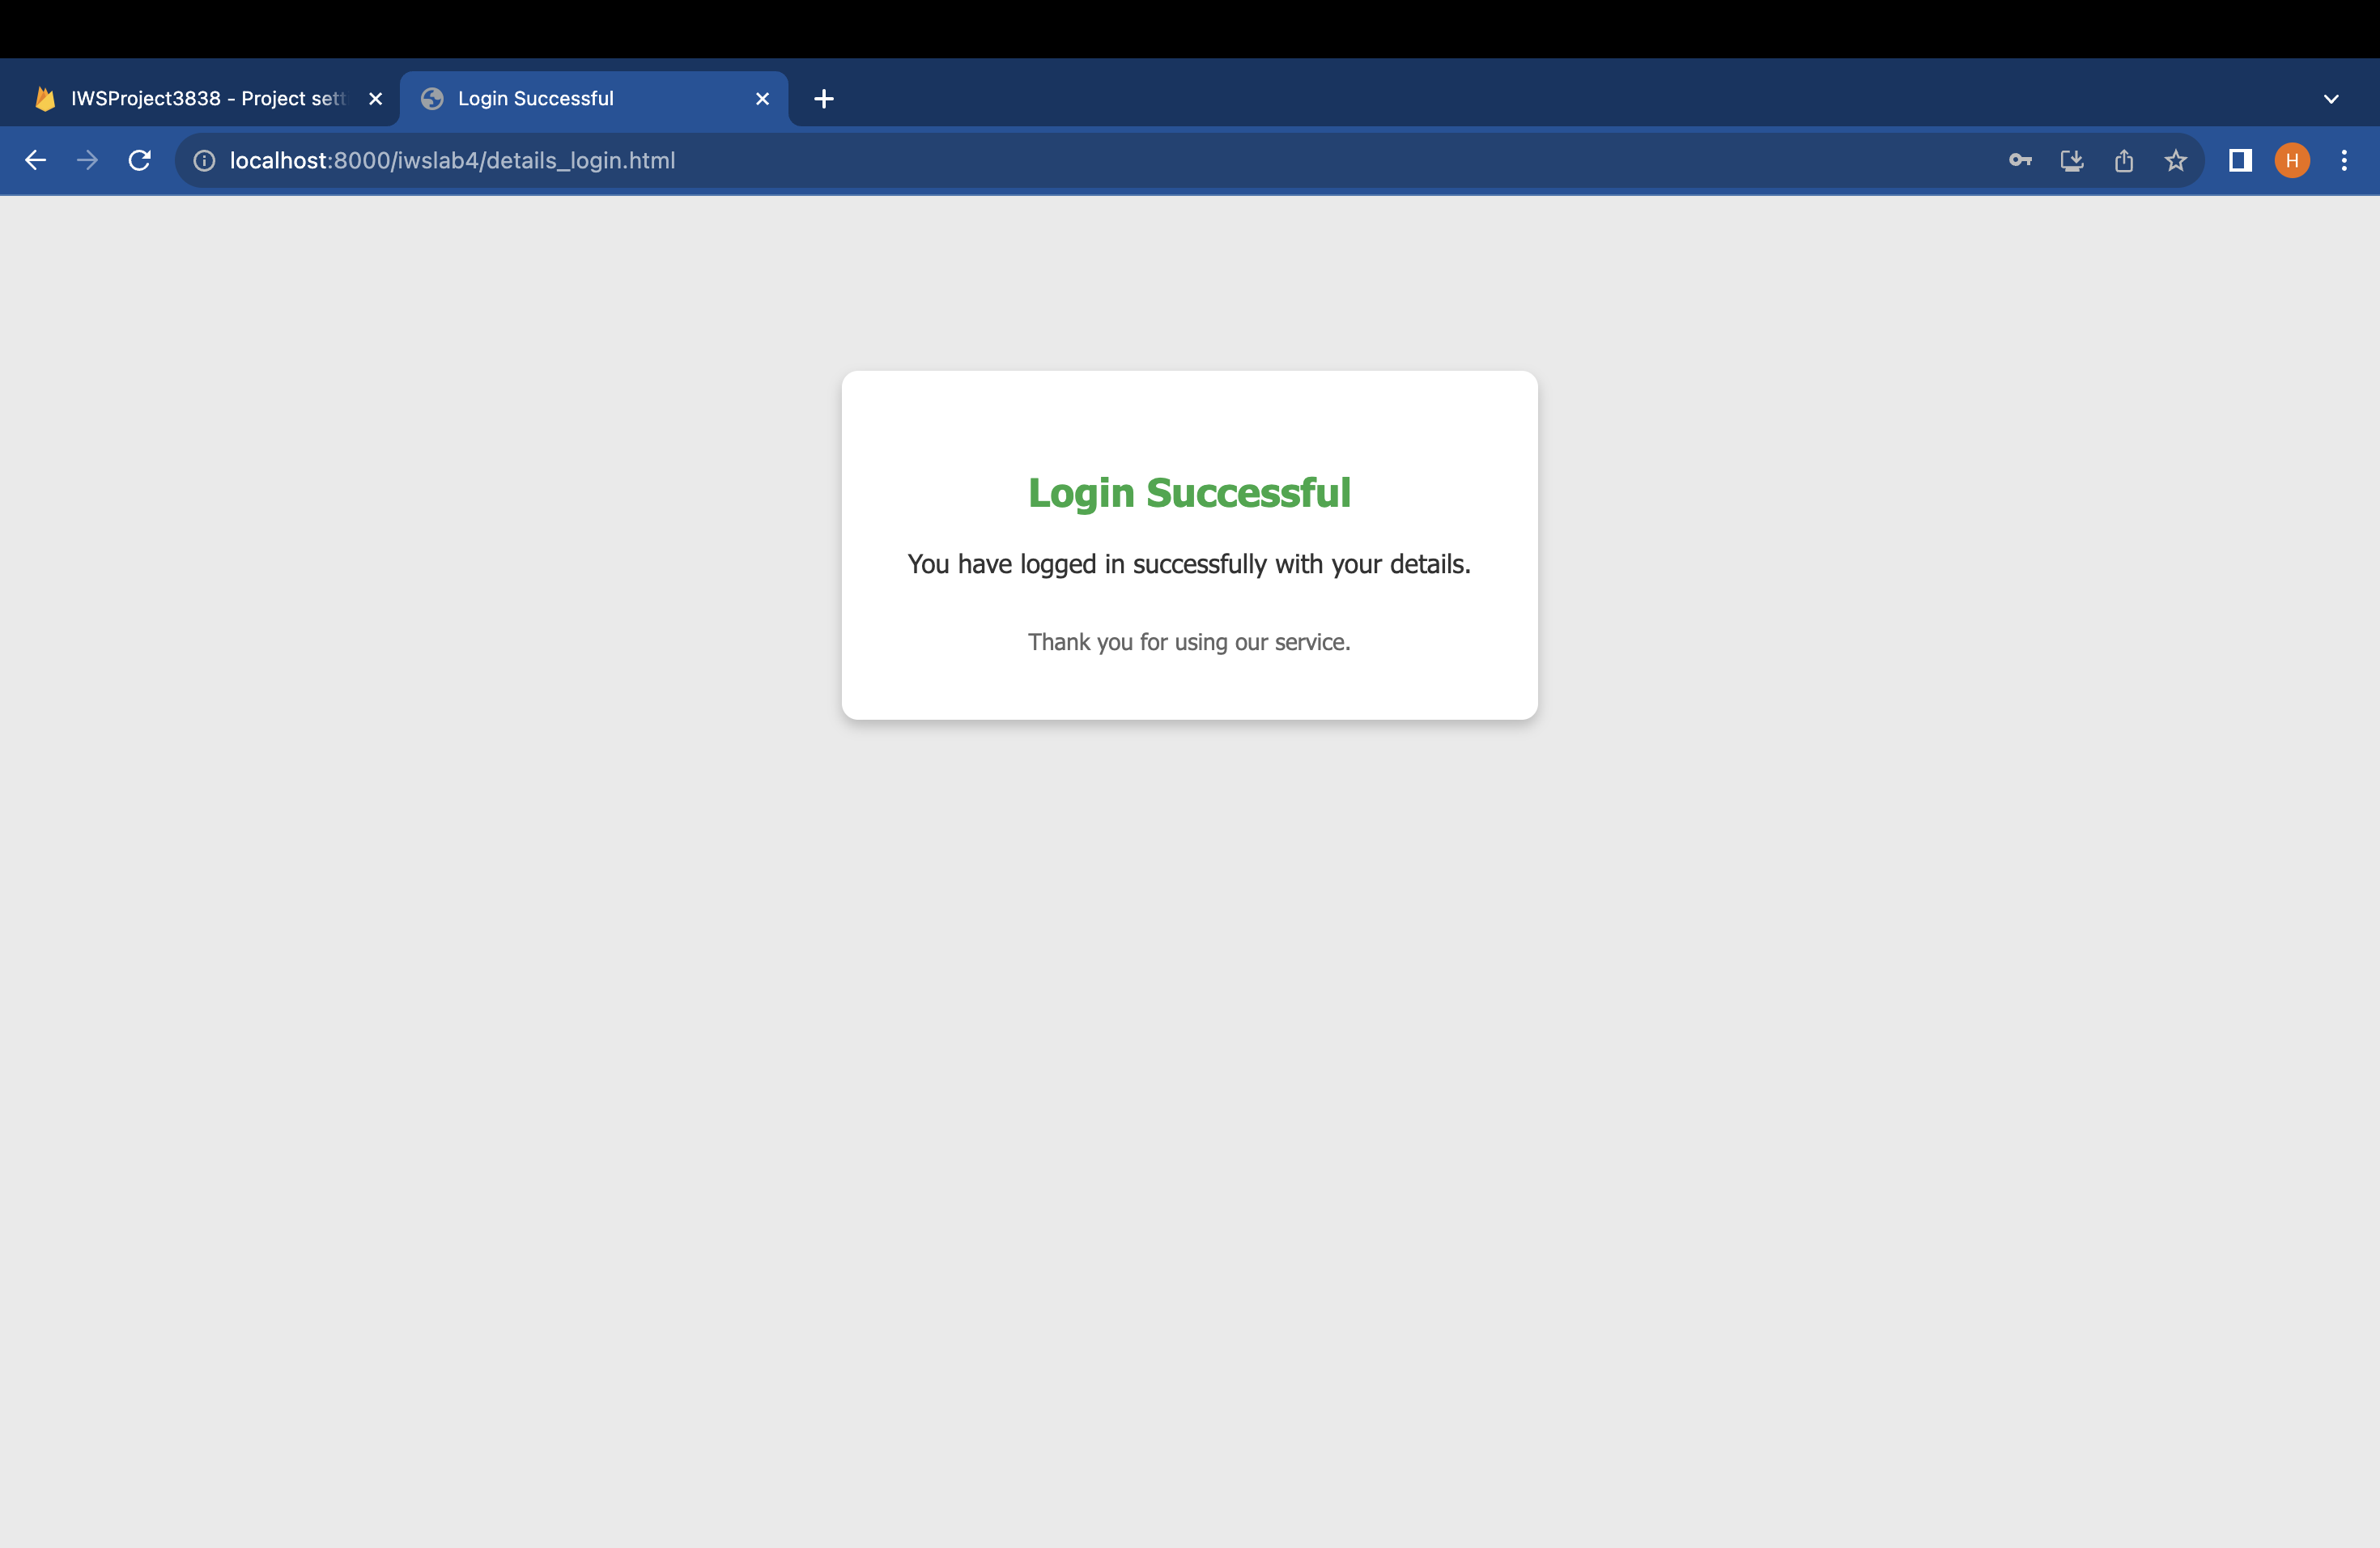 IWSProject3838 - Project sett
Login Successful
localhost:8000/iwslab4/details_login.html
H
Login Successful
You have logged in successfully with your details.
Thank you for using our service.